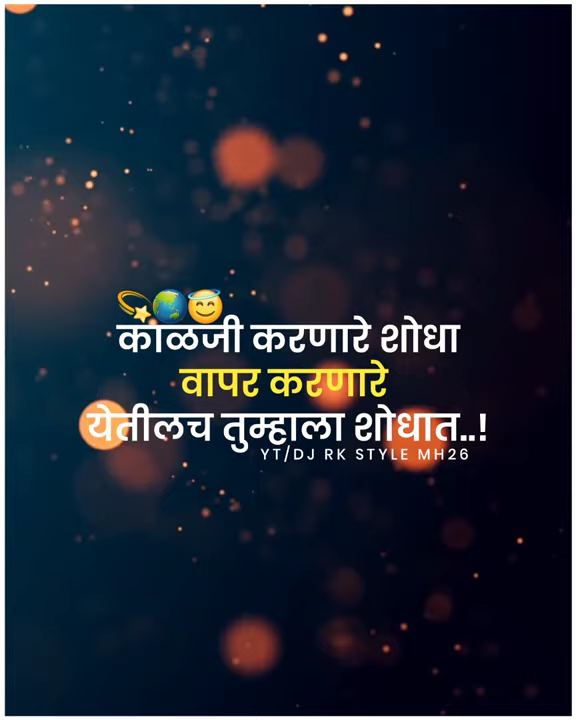 💫🌏😇
काळजी करणारे शोधा
वापर करणारे
येतीलच तुम्हाला शोधात..!
YT/DJ RK STYLE MH26